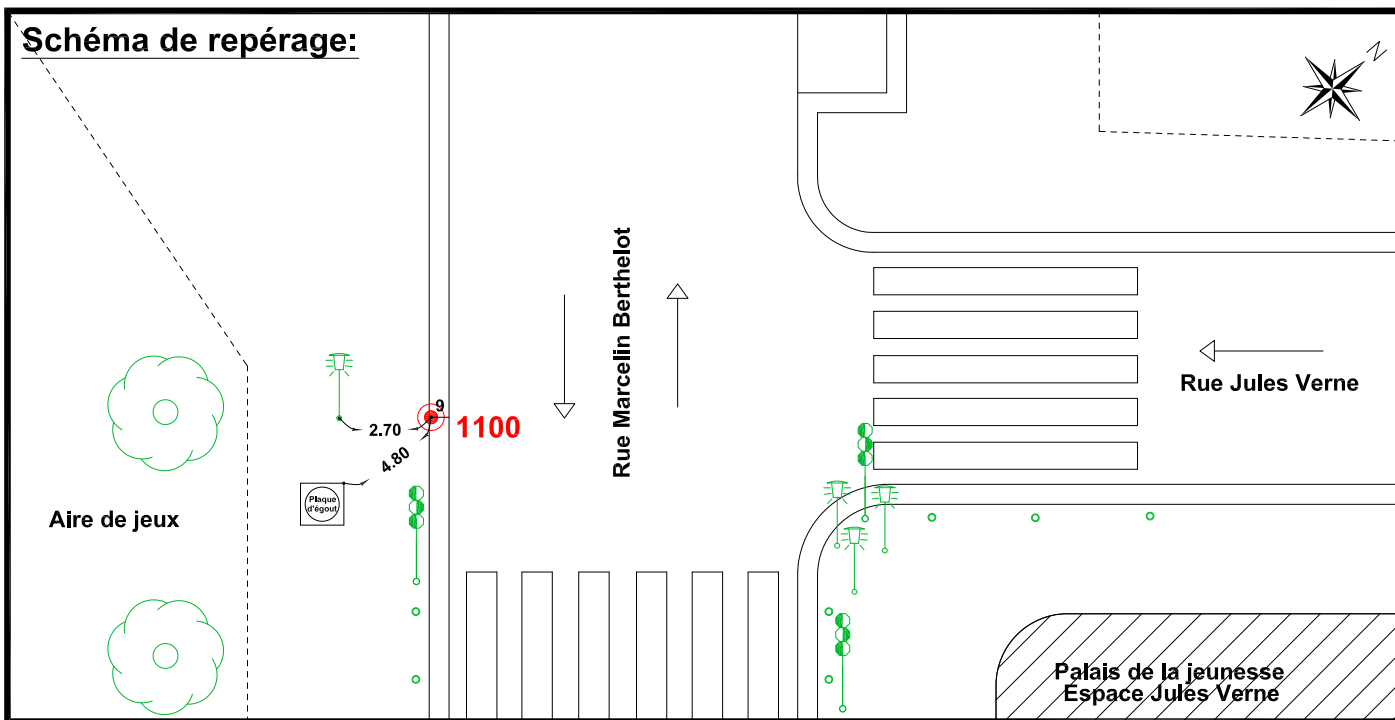 Schéma de repérage:
N
Rue Marcelin Berthelot
Rue Jules Verne
9
1100
2.70
4.80
Plaque
d'égout
Aire de jeux
Palais de la jeunesse
Espace Jules Verne